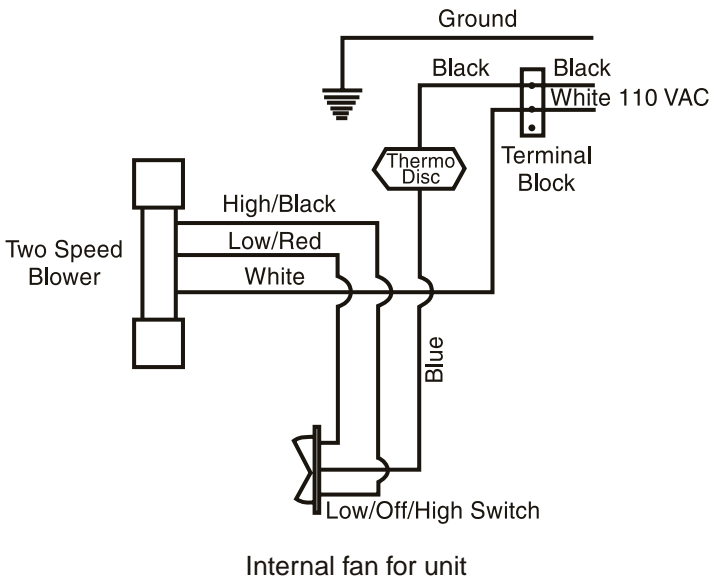 Ground
Black
Black
White 110 VAC
Thermo
Disc
Terminal
Block
High/Black
Low/Red
White
Two Speed
Blower
Blue
Low/Off/High Switch
Internal fan for unit